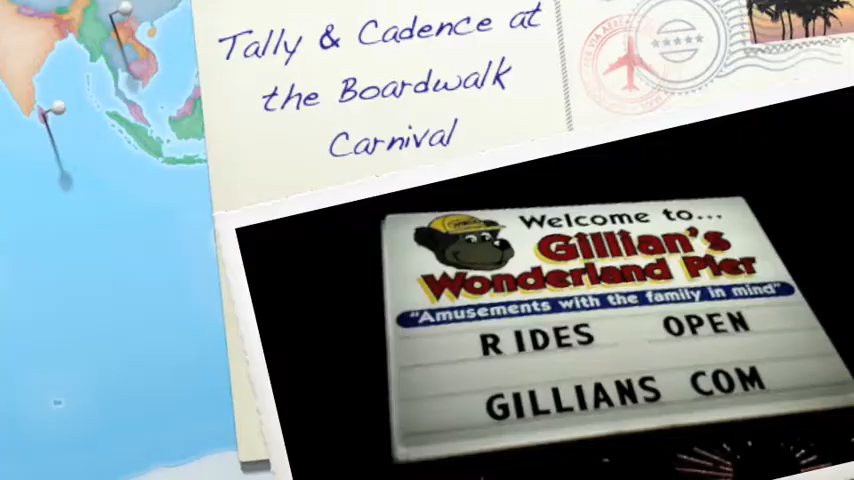 Tally & Cadence at
the Boardwalk
Carnival
Welcome to...
Gillian's
Wonderland Pier
"Amusements with the family in mind"
RIDES OPEN
GILLIANS COM